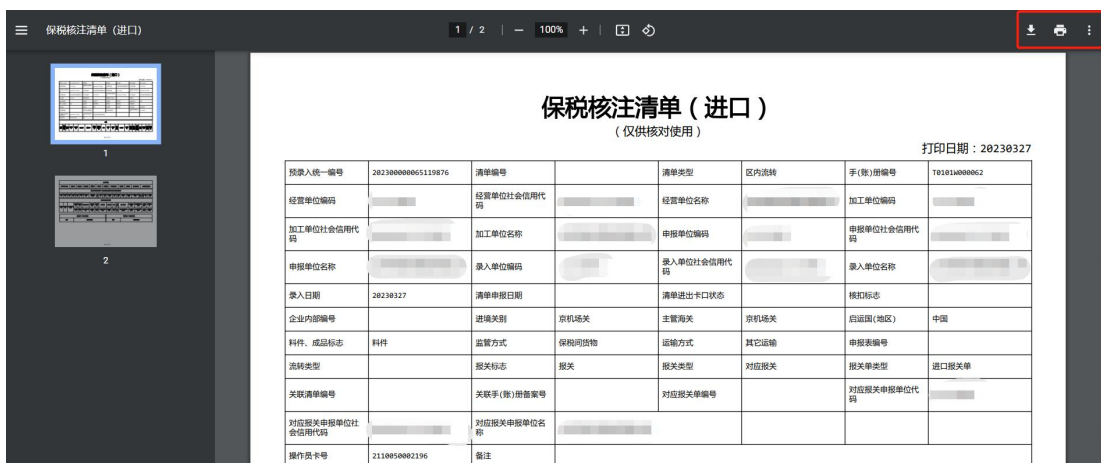 保税核注清单（进口）
1 / 2
100%
1
2
保税核注清单（进口）
（仅供核对使用）
打印日期：20230327
预录入统一编号 202300000065119876 清单编号 清单类型 区内流转 手(账)册编号 T0101W000062
经营单位编码 经营单位社会信用代码 经营单位名称 加工单位编码
加工单位社会信用代码 加工单位名称 申报单位编码 申报单位社会信用代码
申报单位名称 录入单位编码 录入单位社会信用代码 录入单位名称
录入日期 20230327 清单申报日期 清单进出卡口状态 核扣标志
企业内部编号 进境关别 京机场关 主管海关 京机场关 启运国(地区) 中国
料件、成品标志 料件 监管方式 保税间货物 运输方式 其它运输 申报表编号
流转类型 报关标志 报关 报关类型 对应报关 报关单类型 进口报关单
关联清单编号 关联手(账)册备案号 对应报关单编号 对应报关申报单位代码
对应报关申报单位社会信用代码 对应报关申报单位名称
操作员卡号 2110050002196 备注